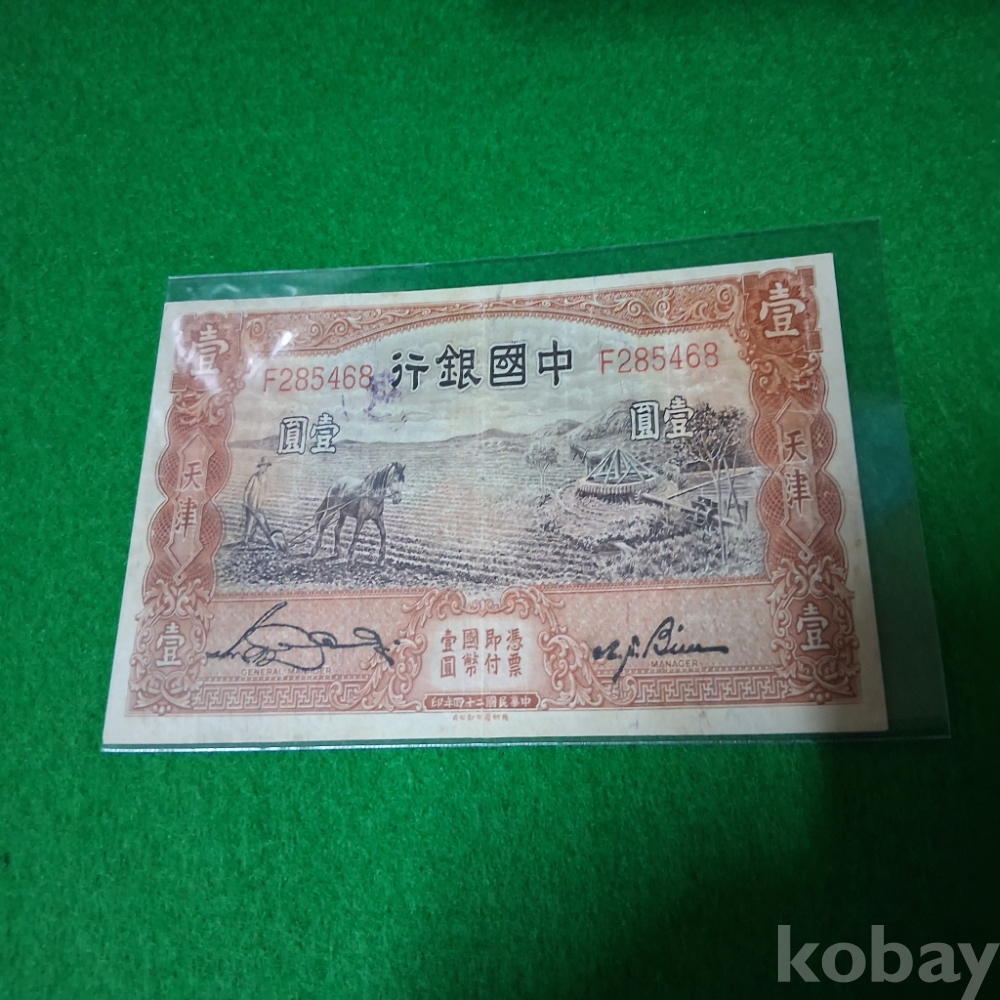 壹
壹
F285468
行銀國中
F285468
圓壹
圓壹
天津
天津
憑票
即付
國幣
壹圓
壹
壹
GENERAL MANAGER
MANAGER
印年四十二國民華中
kobay